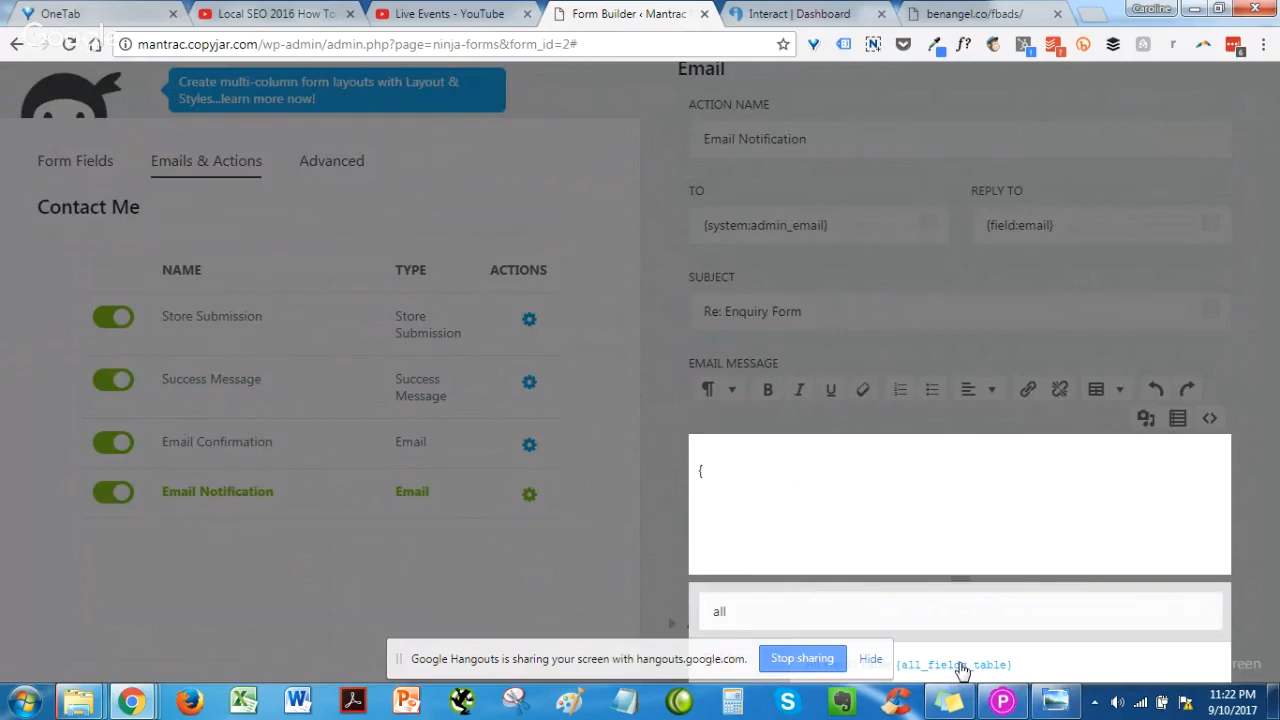 OneTab
Local SEO 2016 How To
Live Events - YouTube
Form Builder ‹ Mantrac
Interact | Dashboard
benangel.co/fbads/
Caroline
mantrac.copyjar.com/wp-admin/admin.php?page=ninja-forms&form_id=2#
Create multi-column form layouts with Layout &
Styles...learn more now!
Form Fields
Emails & Actions
Advanced
Contact Me
NAME
TYPE
ACTIONS
Store Submission
Store
Submission
Success Message
Success
Message
Email Confirmation
Email
Email Notification
Email
Email
ACTION NAME
Email Notification
TO
REPLY TO
{system:admin_email}
{field:email}
SUBJECT
Re: Enquiry Form
EMAIL MESSAGE
{
all
{all_fields_table}
Google Hangouts is sharing your screen with hangouts.google.com.
Stop sharing
Hide
11:22 PM
9/10/2017